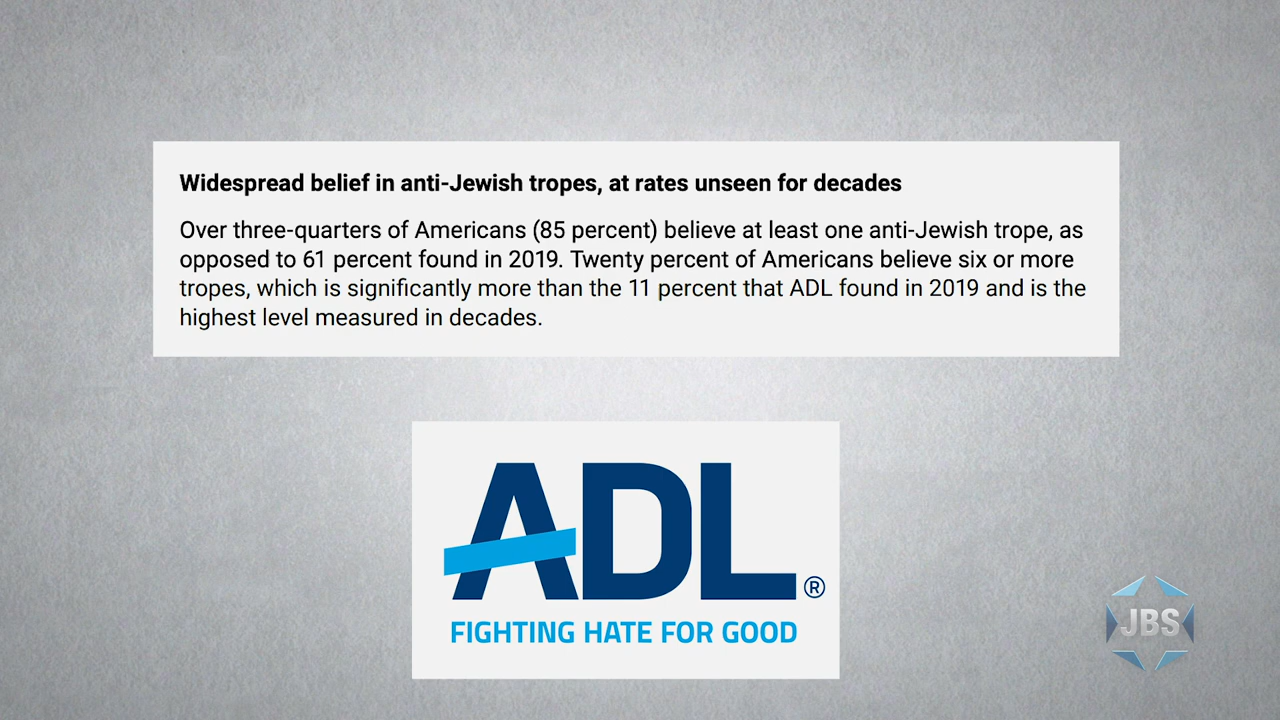 Widespread belief in anti-Jewish tropes, at rates unseen for decades
Over three-quarters of Americans (85 percent) believe at least one anti-Jewish trope, as
opposed to 61 percent found in 2019. Twenty percent of Americans believe six or more
tropes, which is significantly more than the 11 percent that ADL found in 2019 and is the
highest level measured in decades.
ADL®
FIGHTING HATE FOR GOOD
JBS